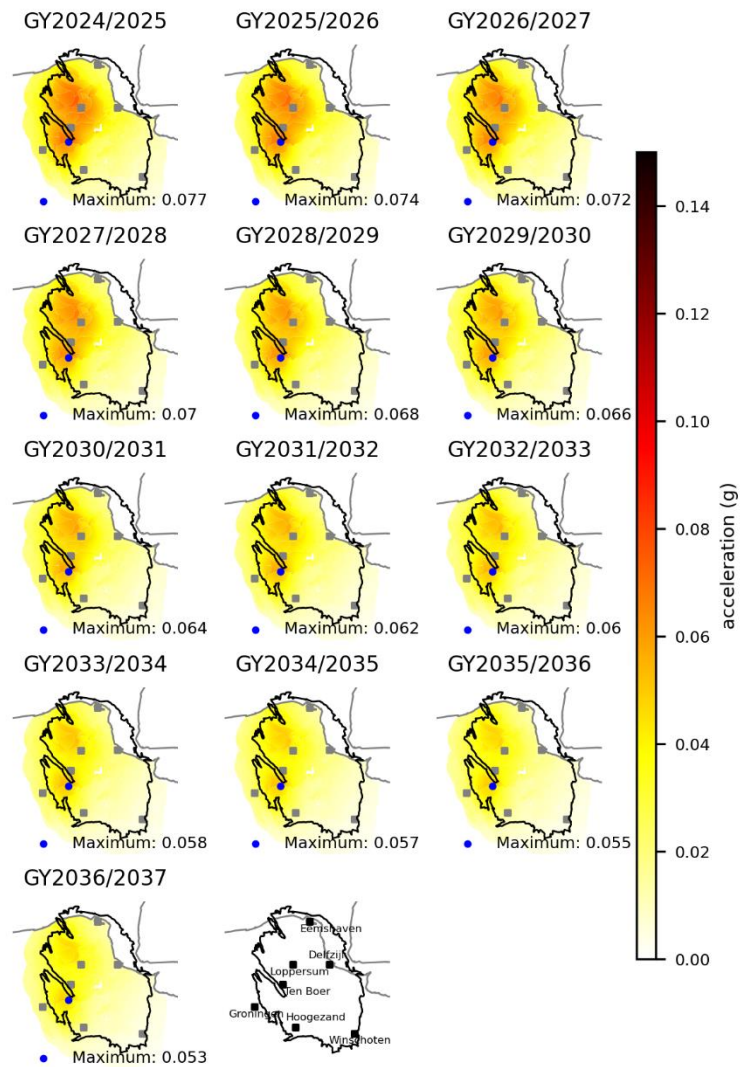 GY2024/2025 GY2025/2026 GY2026/2027
Maximum: 0.077 Maximum: 0.074 Maximum: 0.072
GY2027/2028 GY2028/2029 GY2029/2030
Maximum: 0.07 Maximum: 0.068 Maximum: 0.066
GY2030/2031 GY2031/2032 GY2032/2033
Maximum: 0.064 Maximum: 0.062 Maximum: 0.06
GY2033/2034 GY2034/2035 GY2035/2036
Maximum: 0.058 Maximum: 0.057 Maximum: 0.055
GY2036/2037
Maximum: 0.053
Eemshaven
Delfzijl
Loppersum
Ten Boer
Groningen
Hoogezand
Winschoten
0.14
0.12
0.10
0.08
0.06
0.04
0.02
0.00
acceleration (g)